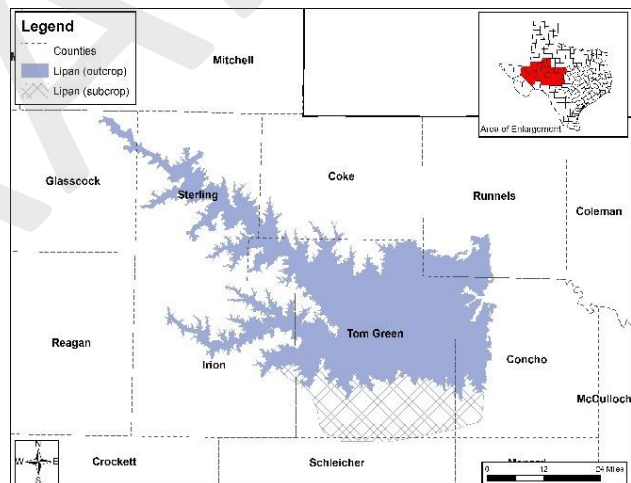 Legend
Counties
Lipan (outcrop)
Lipan (subcrop)
Mitchell
Area of Enlargement
Glasscock
Sterling
Coke
Runnels
Coleman
Reagan
Irion
Tom Green
Concho
McCulloch
Crockett
Schleicher
N
W
E
S
0 12 24 Miles